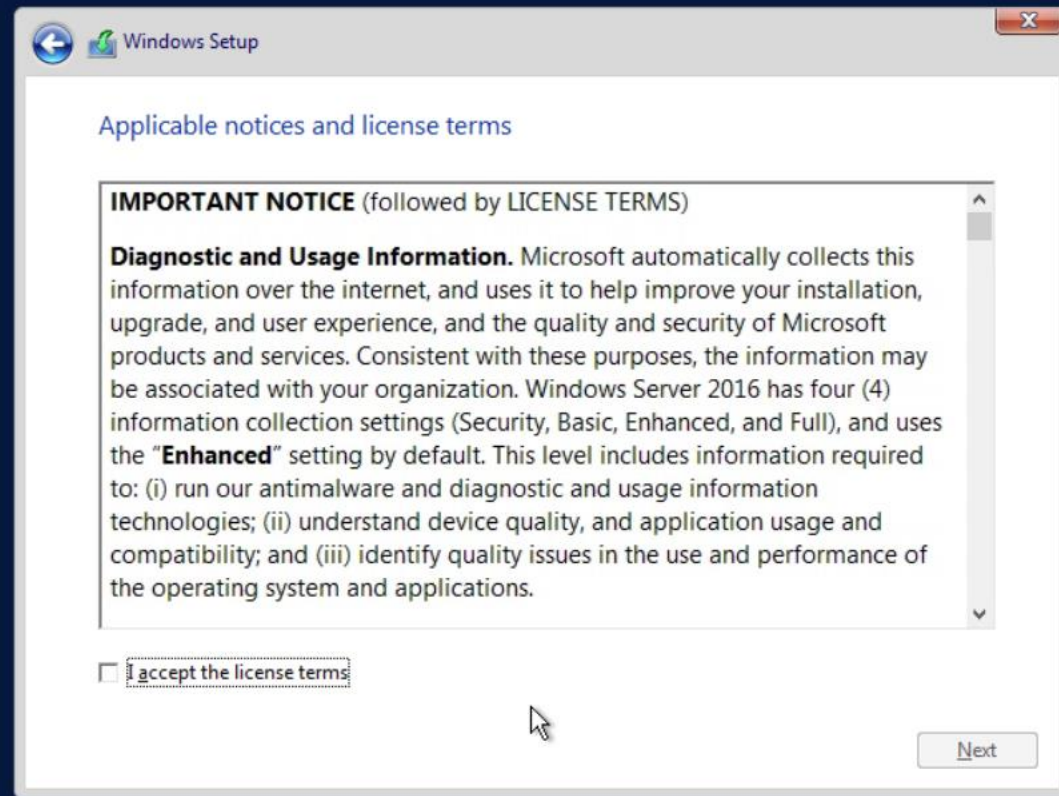 Windows Setup
Applicable notices and license terms
IMPORTANT NOTICE (followed by LICENSE TERMS)
Diagnostic and Usage Information. Microsoft automatically collects this
information over the internet, and uses it to help improve your installation,
upgrade, and user experience, and the quality and security of Microsoft
products and services. Consistent with these purposes, the information may
be associated with your organization. Windows Server 2016 has four (4)
information collection settings (Security, Basic, Enhanced, and Full), and uses
the “Enhanced” setting by default. This level includes information required
to: (i) run our antimalware and diagnostic and usage information
technologies; (ii) understand device quality, and application usage and
compatibility; and (iii) identify quality issues in the use and performance of
the operating system and applications.
I accept the license terms
Next